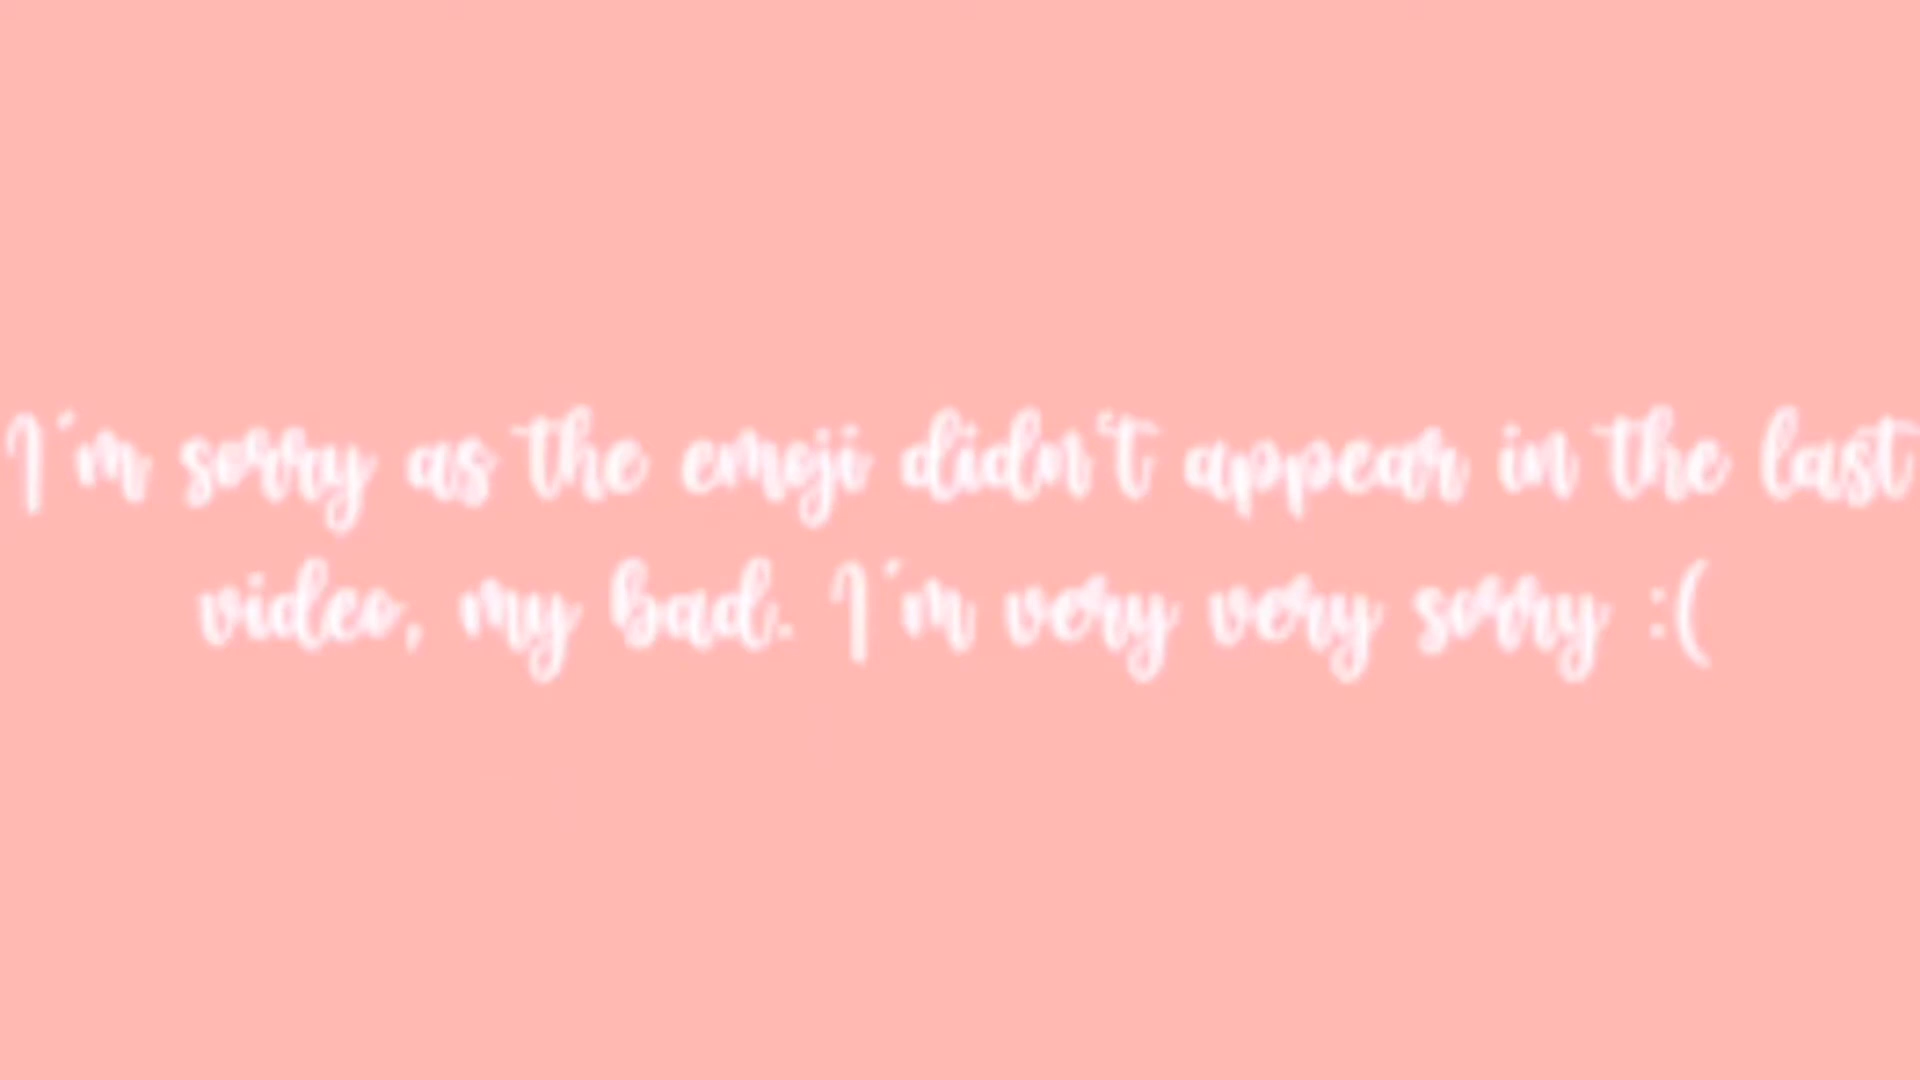 I´m sorry as the emoji didn't appear in the last
video, my bad. I´m very very sorry :(